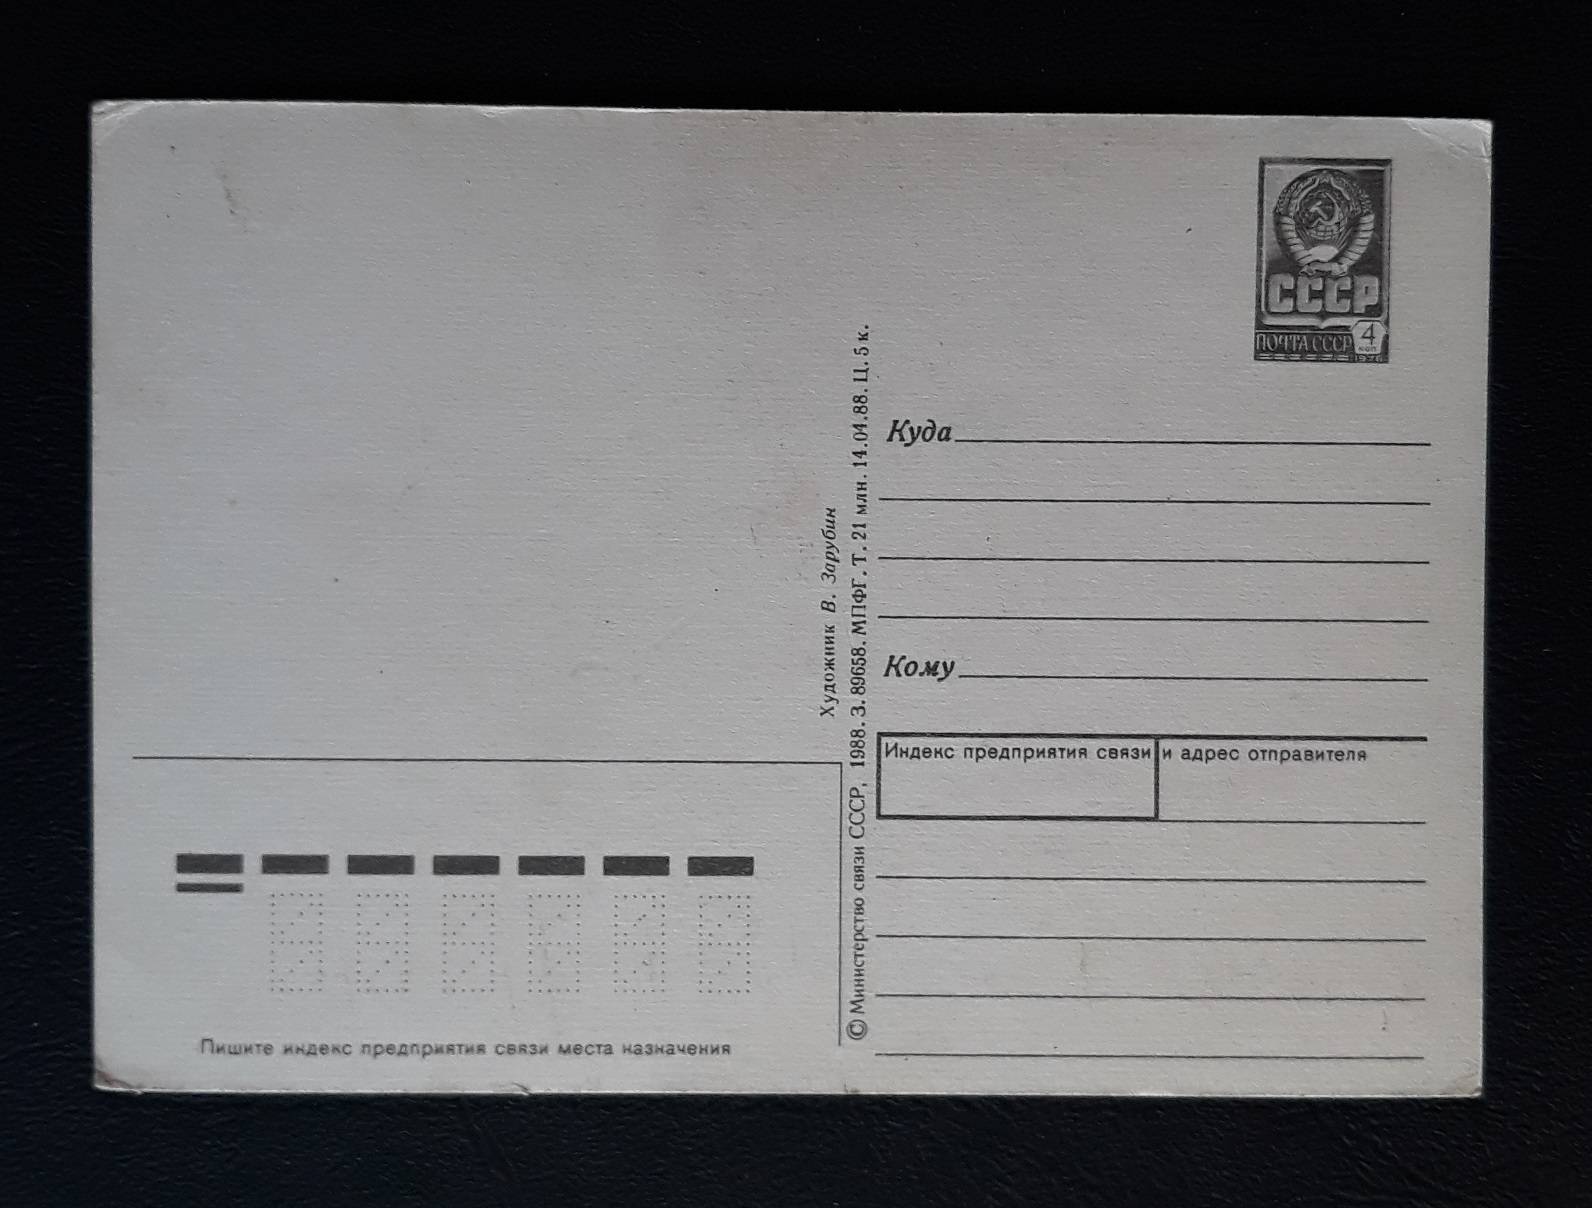 СССР
ПОЧТА СССР 4
КОП
1976
Куда
Кому
Индекс предприятия связи и адрес отправителя
Художник В. Зарубин
© Министерство связи СССР, 1988. З. 89658. МПФГ. Т. 21 млн. 14.04.88. Ц. 5 к.
Пишите индекс предприятия связи места назначения